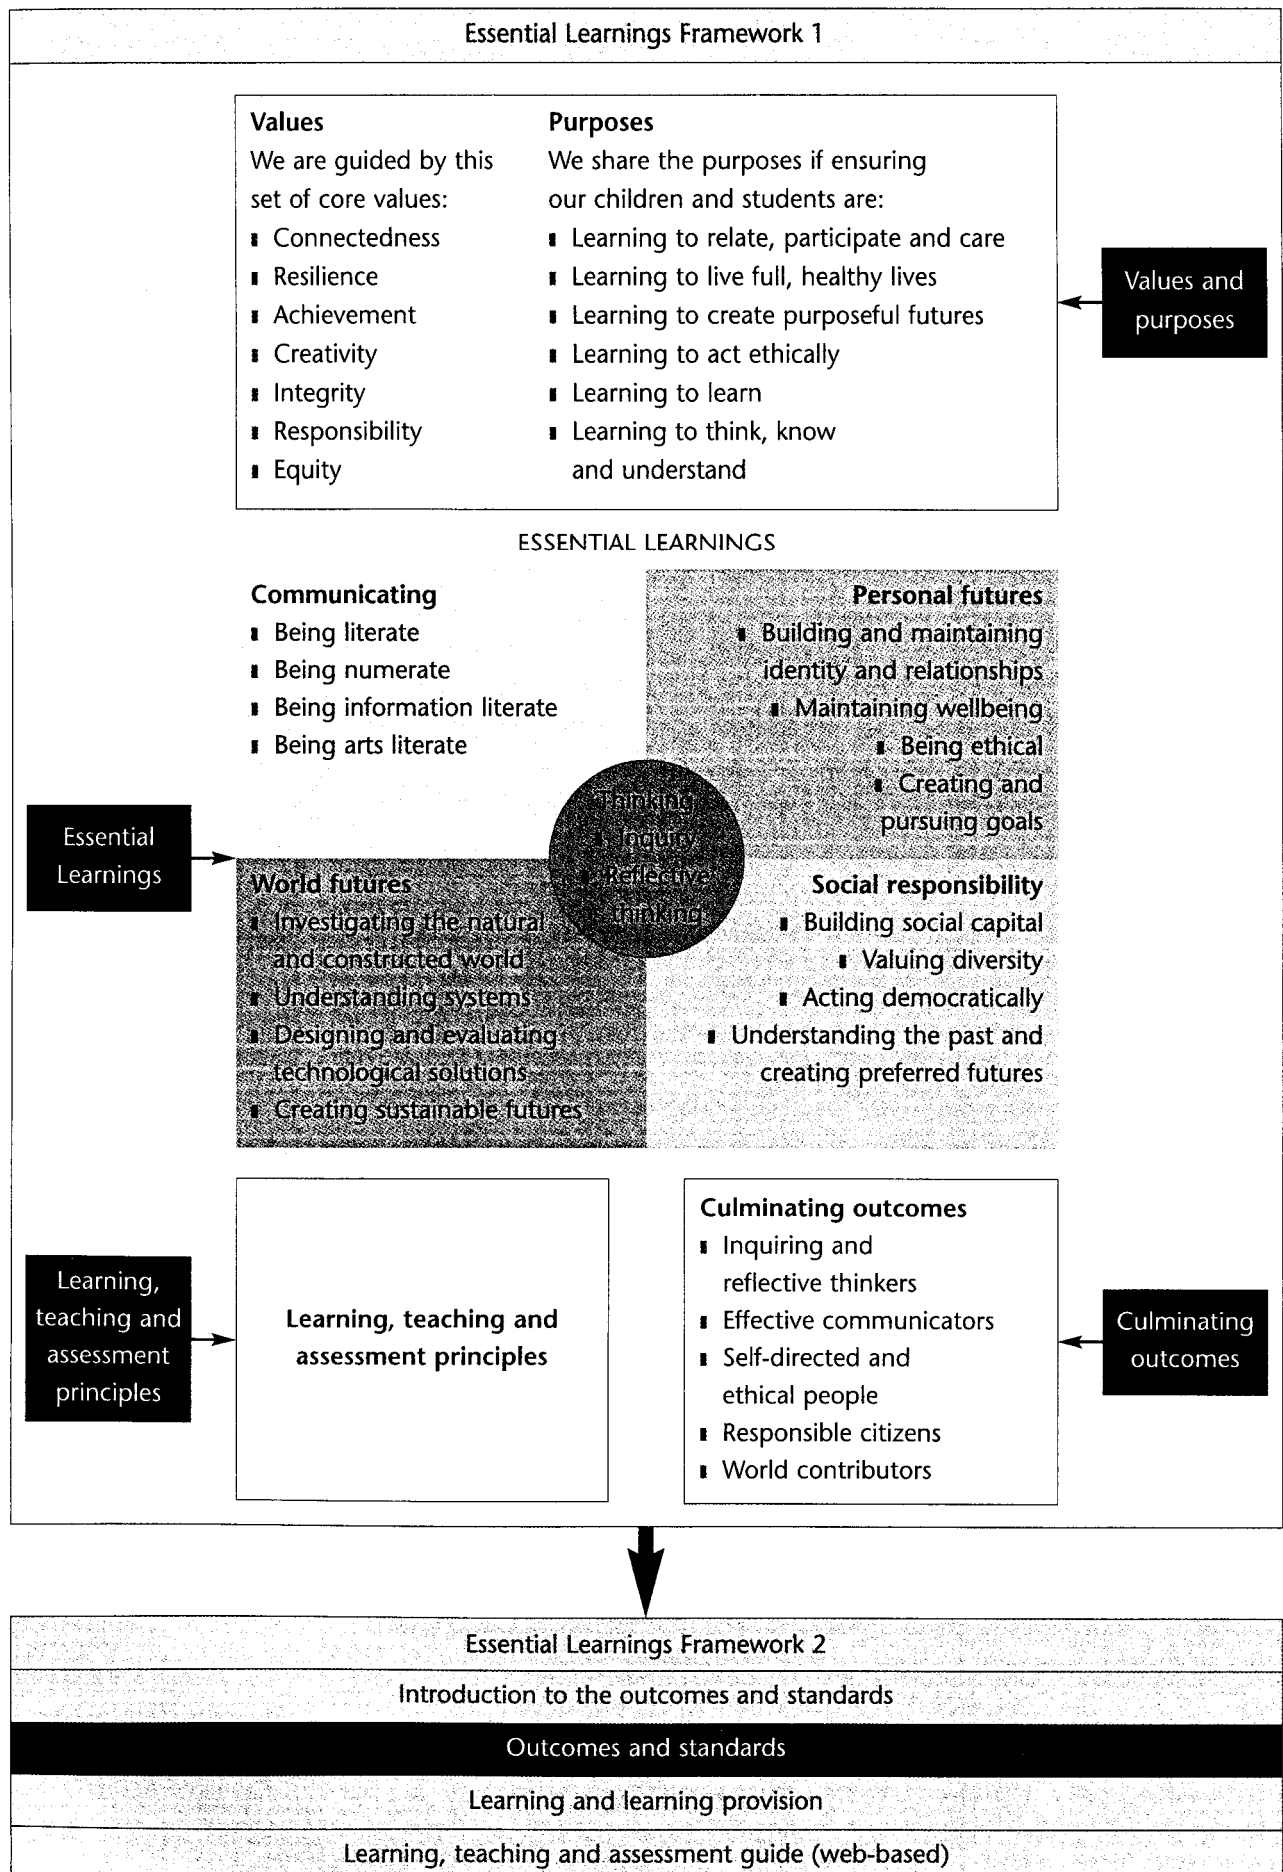 Essential Learnings Framework 1
Values
We are guided by this
set of core values:
Connectedness
Resilience
Achievement
Creativity
Integrity
Responsibility
Equity
Purposes
We share the purposes if ensuring
our children and students are:
Learning to relate, participate and care
Learning to live full, healthy lives
Learning to create purposeful futures
Learning to act ethically
Learning to learn
Learning to think, know
and understand
Values and
purposes
ESSENTIAL LEARNINGS
Communicating
Being literate
Being numerate
Being information literate
Being arts literate
Personal futures
Building and maintaining
identity and relationships
Maintaining wellbeing
Being ethical
Creating and
pursuing goals
Thinking
Inquiry
Reflective
thinking
Essential
Learnings
World futures
Investigating the natural
and constructed world
Understanding systems
Designing and evaluating
technological solutions
Creating sustainable futures
Social responsibility
Building social capital
Valuing diversity
Acting democratically
Understanding the past and
creating preferred futures
Learning,
teaching and
assessment
principles
Learning, teaching and
assessment principles
Culminating outcomes
Inquiring and
reflective thinkers
Effective communicators
Self-directed and
ethical people
Responsible citizens
World contributors
Culminating
outcomes
Essential Learnings Framework 2
Introduction to the outcomes and standards
Outcomes and standards
Learning and learning provision
Learning, teaching and assessment guide (web-based)